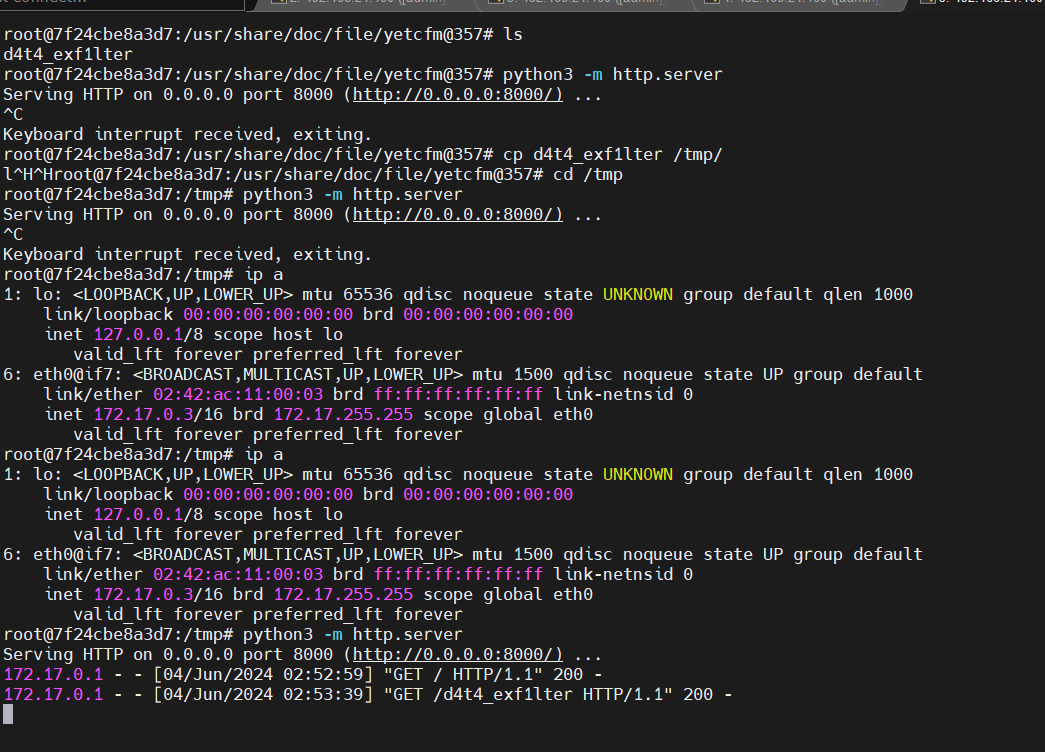 root@7f24cbe8a3d7:/usr/share/doc/file/yetcfm@357# ls
d4t4_exf1lter
root@7f24cbe8a3d7:/usr/share/doc/file/yetcfm@357# python3 -m http.server
Serving HTTP on 0.0.0.0 port 8000 (http://0.0.0.0:8000/) ...
^C
Keyboard interrupt received, exiting.
root@7f24cbe8a3d7:/usr/share/doc/file/yetcfm@357# cp d4t4_exf1lter /tmp/
l^H^Hroot@7f24cbe8a3d7:/usr/share/doc/file/yetcfm@357# cd /tmp
root@7f24cbe8a3d7:/tmp# python3 -m http.server
Serving HTTP on 0.0.0.0 port 8000 (http://0.0.0.0:8000/) ...
^C
Keyboard interrupt received, exiting.
root@7f24cbe8a3d7:/tmp# ip a
1: lo: <LOOPBACK,UP,LOWER_UP> mtu 65536 qdisc noqueue state UNKNOWN group default qlen 1000
    link/loopback 00:00:00:00:00:00 brd 00:00:00:00:00:00
    inet 127.0.0.1/8 scope host lo
       valid_lft forever preferred_lft forever
6: eth0@if7: <BROADCAST,MULTICAST,UP,LOWER_UP> mtu 1500 qdisc noqueue state UP group default
    link/ether 02:42:ac:11:00:03 brd ff:ff:ff:ff:ff:ff link-netnsid 0
    inet 172.17.0.3/16 brd 172.17.255.255 scope global eth0
       valid_lft forever preferred_lft forever
root@7f24cbe8a3d7:/tmp# ip a
1: lo: <LOOPBACK,UP,LOWER_UP> mtu 65536 qdisc noqueue state UNKNOWN group default qlen 1000
    link/loopback 00:00:00:00:00:00 brd 00:00:00:00:00:00
    inet 127.0.0.1/8 scope host lo
       valid_lft forever preferred_lft forever
6: eth0@if7: <BROADCAST,MULTICAST,UP,LOWER_UP> mtu 1500 qdisc noqueue state UP group default
    link/ether 02:42:ac:11:00:03 brd ff:ff:ff:ff:ff:ff link-netnsid 0
    inet 172.17.0.3/16 brd 172.17.255.255 scope global eth0
       valid_lft forever preferred_lft forever
root@7f24cbe8a3d7:/tmp# python3 -m http.server
Serving HTTP on 0.0.0.0 port 8000 (http://0.0.0.0:8000/) ...
172.17.0.1 - - [04/Jun/2024 02:52:59] "GET / HTTP/1.1" 200 -
172.17.0.1 - - [04/Jun/2024 02:53:39] "GET /d4t4_exf1lter HTTP/1.1" 200 -